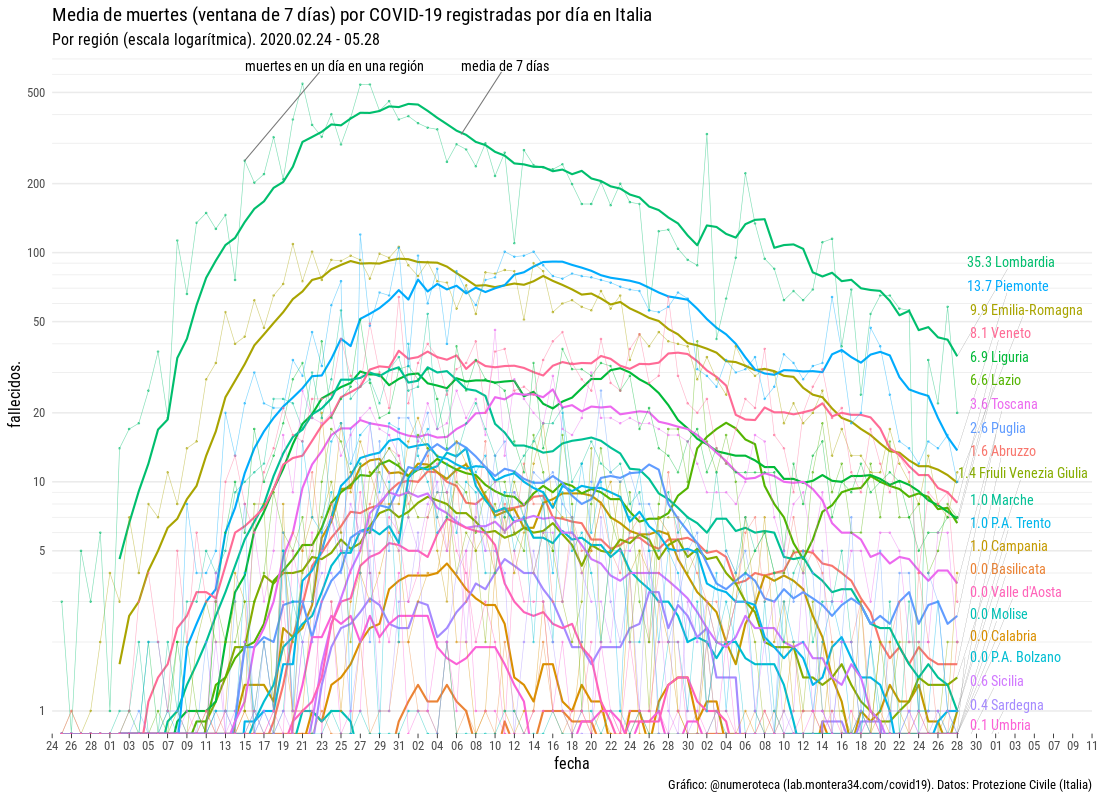 Media de muertes (ventana de 7 días) por COVID-19 registradas por día en Italia
Por región (escala logarítmica). 2020.02.24 - 05.28
muertes en un día en una región media de 7 días
500
200
100
50
20
10
5
1
fallecidos.
35.3 Lombardia
13.7 Piemonte
9.9 Emilia-Romagna
8.1 Veneto
6.9 Liguria
6.6 Lazio
3.6 Toscana
2.6 Puglia
1.6 Abruzzo
1.4 Friuli Venezia Giulia
1.0 Marche
1.0 P.A. Trento
1.0 Campania
0.0 Basilicata
0.0 Valle d'Aosta
0.0 Molise
0.0 Calabria
0.0 P.A. Bolzano
0.6 Sicilia
0.4 Sardegna
0.1 Umbria
24 26 28 01 03 05 07 09 11 13 15 17 19 21 23 25 27 29 31 02 04 06 08 10 12 14 16 18 20 22 24 26 28 30 02 04 06 08 10 12 14 16 18 20 22 24 26 28 30 01 03 05 07 09 11
fecha
Gráfico: @numeroteca (lab.montera34.com/covid19). Datos: Protezione Civile (Italia)